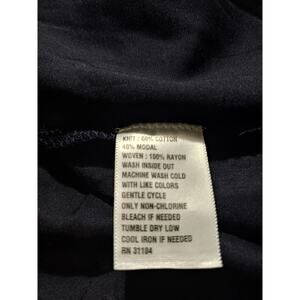 KNIT : 60% COTTON
40% MODAL
WOVEN : 100% RAYON
WASH INSIDE OUT
MACHINE WASH COLD
WITH LIKE COLORS
GENTLE CYCLE
ONLY NON-CHLORINE
BLEACH IF NEEDED
TUMBLE DRY LOW
COOL IRON IF NEEDED
RN 31184